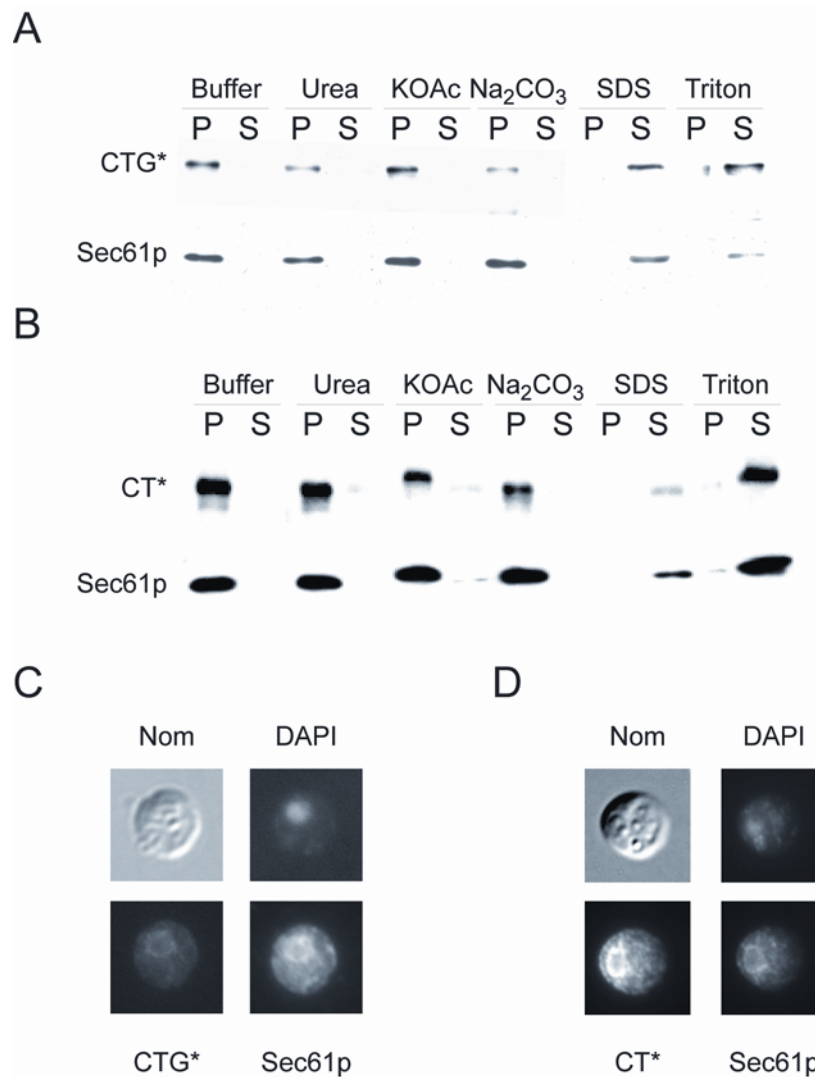 A
Buffer Urea KOAc Na₂CO₃ SDS Triton
P S P S P S P S P S P S
CTG*
Sec61p
B
Buffer Urea KOAc Na₂CO₃ SDS Triton
P S P S P S P S P S P S
CT*
Sec61p
C D
Nom DAPI Nom DAPI
CTG* Sec61p CT* Sec61p